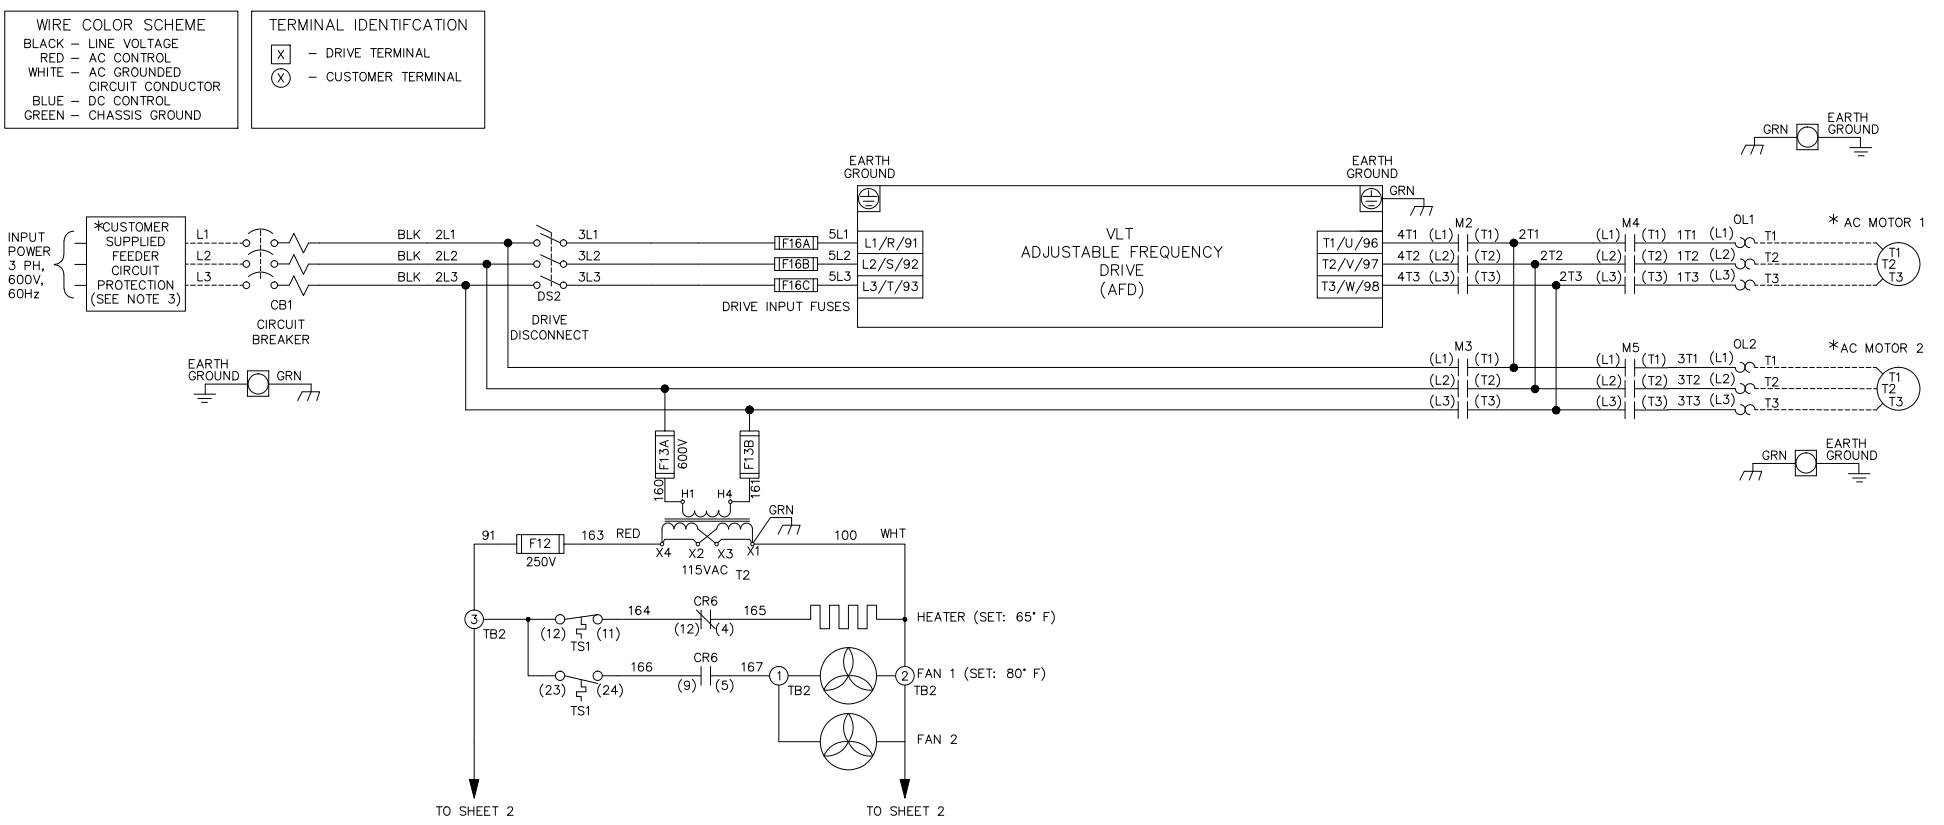 WIRE COLOR SCHEME
BLACK – LINE VOLTAGE
RED – AC CONTROL
WHITE – AC GROUNDED
CIRCUIT CONDUCTOR
BLUE – DC CONTROL
GREEN – CHASSIS GROUND
TERMINAL IDENTIFCATION
X – DRIVE TERMINAL
X – CUSTOMER TERMINAL
INPUT
POWER
3 PH,
600V,
60Hz
*CUSTOMER
SUPPLIED
FEEDER
CIRCUIT
PROTECTION
(SEE NOTE 3)
L1
L2
L3
CB1
CIRCUIT
BREAKER
EARTH
GROUND
GRN
BLK 2L1
BLK 2L2
BLK 2L3
DS2
DRIVE
DISCONNECT
3L1
3L2
3L3
F16A
F16B
F16C
DRIVE INPUT FUSES
5L1
5L2
5L3
EARTH
GROUND
L1/R/91
L2/S/92
L3/T/93
VLT
ADJUSTABLE FREQUENCY
DRIVE
(AFD)
EARTH
GROUND
GRN
T1/U/96
T2/V/97
T3/W/98
4T1 (L1) M2 (T1) 2T1 (L1) M4 (T1) 1T1 (L1) OL1 T1
4T2 (L2) (T2) 2T2 (L2) (T2) 1T2 (L2) T2
4T3 (L3) (T3) 2T3 (L3) (T3) 1T3 (L3) T3
* AC MOTOR 1
T1
T2
T3
GRN
EARTH
GROUND
(L1) M3 (T1) (L1) M5 (T1) 3T1 (L1) OL2 T1
(L2) (T2) (L2) (T2) 3T2 (L2) T2
(L3) (T3) (L3) (T3) 3T3 (L3) T3
*AC MOTOR 2
T1
T2
T3
GRN
EARTH
GROUND
F13A
600V
F13B
160
161
H1 H4
GRN
91
F12
250V
163 RED
X4 X2 X3 X1
115VAC T2
100 WHT
3
TB2
(12) (11)
TS1
164
CR6
(12) (4)
165
HEATER (SET: 65° F)
(23) (24)
TS1
166
CR6
(9) (5)
167
1
TB2
2
TB2
FAN 1 (SET: 80° F)
FAN 2
TO SHEET 2
TO SHEET 2